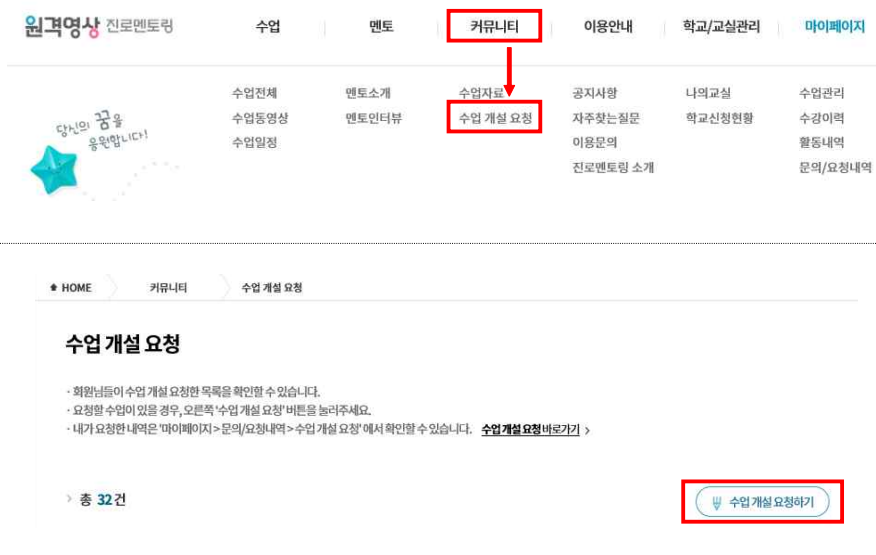 원격영상 진로멘토링
수업 멘토 커뮤니티 이용안내 학교/교실관리 마이페이지
수업전체 멘토소개 수업자료 공지사항 나의교실 수업관리
수업동영상 멘토인터뷰 수업 개설 요청 자주찾는질문 학교신청현황 수강이력
수업일정 이용문의 활동내역
진로멘토링 소개 문의/요청내역
당신의 꿈을
응원합니다!
HOME 커뮤니티 수업 개설 요청
수업 개설 요청
· 회원님들이 수업 개설 요청한 목록을 확인할 수 있습니다.
· 요청할 수업이 있을 경우, 오른쪽 '수업 개설 요청' 버튼을 눌러주세요.
· 내가 요청한 내역은 '마이페이지 > 문의/요청내역 > 수업 개설 요청' 에서 확인할 수 있습니다. 수업 개설 요청 바로가기 >
> 총 32 건
수업 개설 요청하기